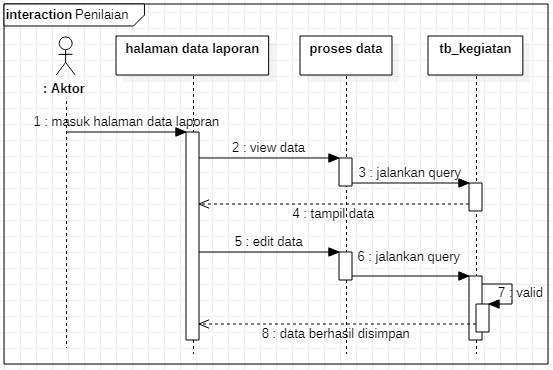 interaction Penilaian
halaman data laporan
proses data
tb_kegiatan
: Aktor
1 : masuk halaman data laporan
2 : view data
3 : jalankan query
4 : tampil data
5 : edit data
6 : jalankan query
7 : valid
8 : data berhasil disimpan